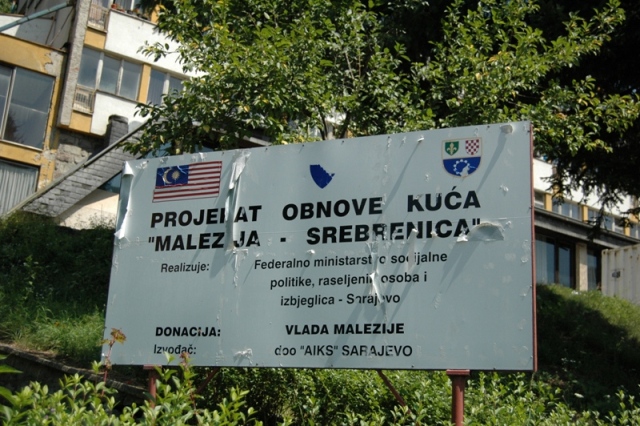 PROJEKAT OBNOVE KUĆA
"MALEZIJA - SREBRENICA"
Realizuje: Federalno ministarstvo socijalne
politike, raseljenih osoba i
izbjeglica - Sarajevo
DONACIJA: VLADA MALEZIJE
Izvođač: doo "AIKS" SARAJEVO